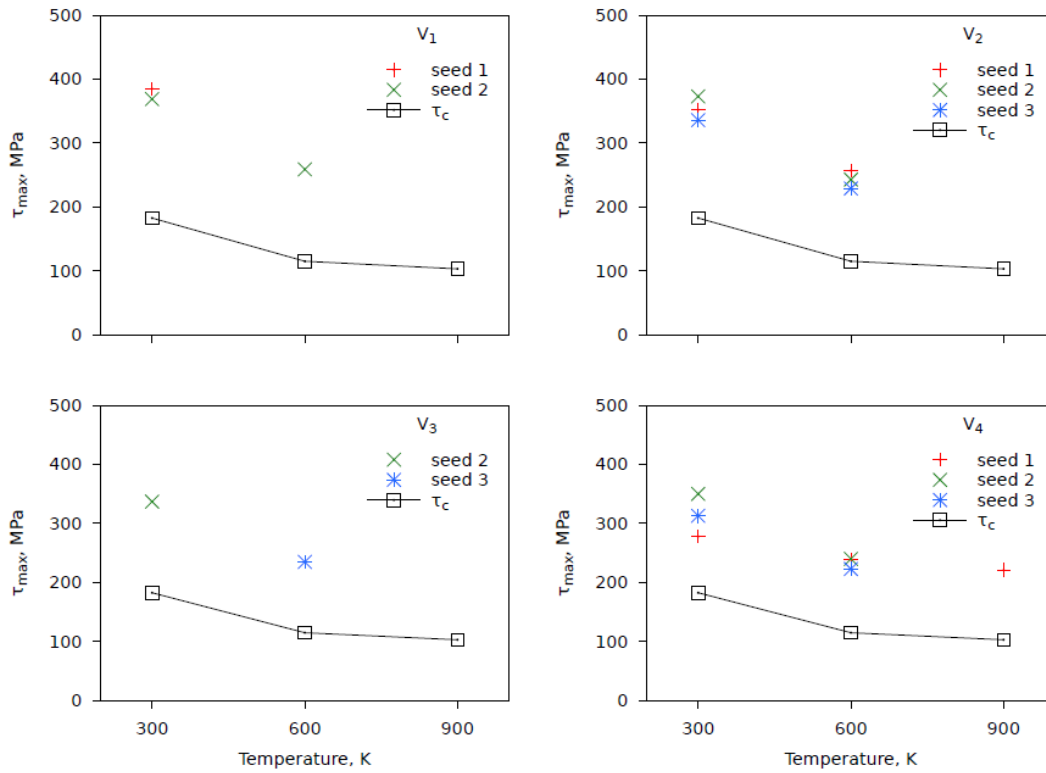 500
400
300
200
100
0
τmax, MPa
V1
seed 1
seed 2
τc
500
400
300
200
100
0
τmax, MPa
V2
seed 1
seed 2
seed 3
τc
500
400
300
200
100
0
τmax, MPa
V3
seed 2
seed 3
τc
300
600
900
Temperature, K
500
400
300
200
100
0
τmax, MPa
V4
seed 1
seed 2
seed 3
τc
300
600
900
Temperature, K